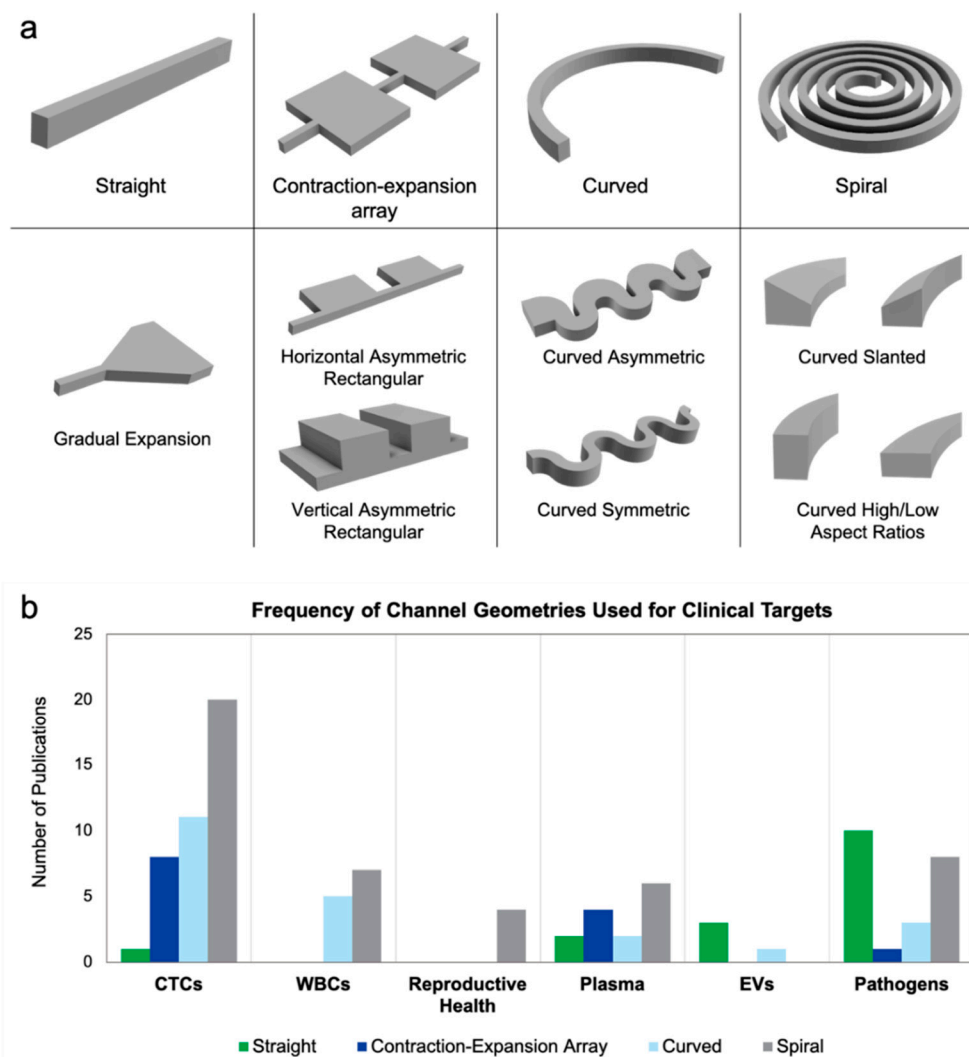 a
Straight
Contraction-expansion
array
Curved
Spiral
Gradual Expansion
Horizontal Asymmetric
Rectangular
Vertical Asymmetric
Rectangular
Curved Asymmetric
Curved Symmetric
Curved Slanted
Curved High/Low
Aspect Ratios
b
Frequency of Channel Geometries Used for Clinical Targets
Number of Publications
25
20
15
10
5
0
CTCs
WBCs
Reproductive
Health
Plasma
EVs
Pathogens
Straight
Contraction-Expansion Array
Curved
Spiral